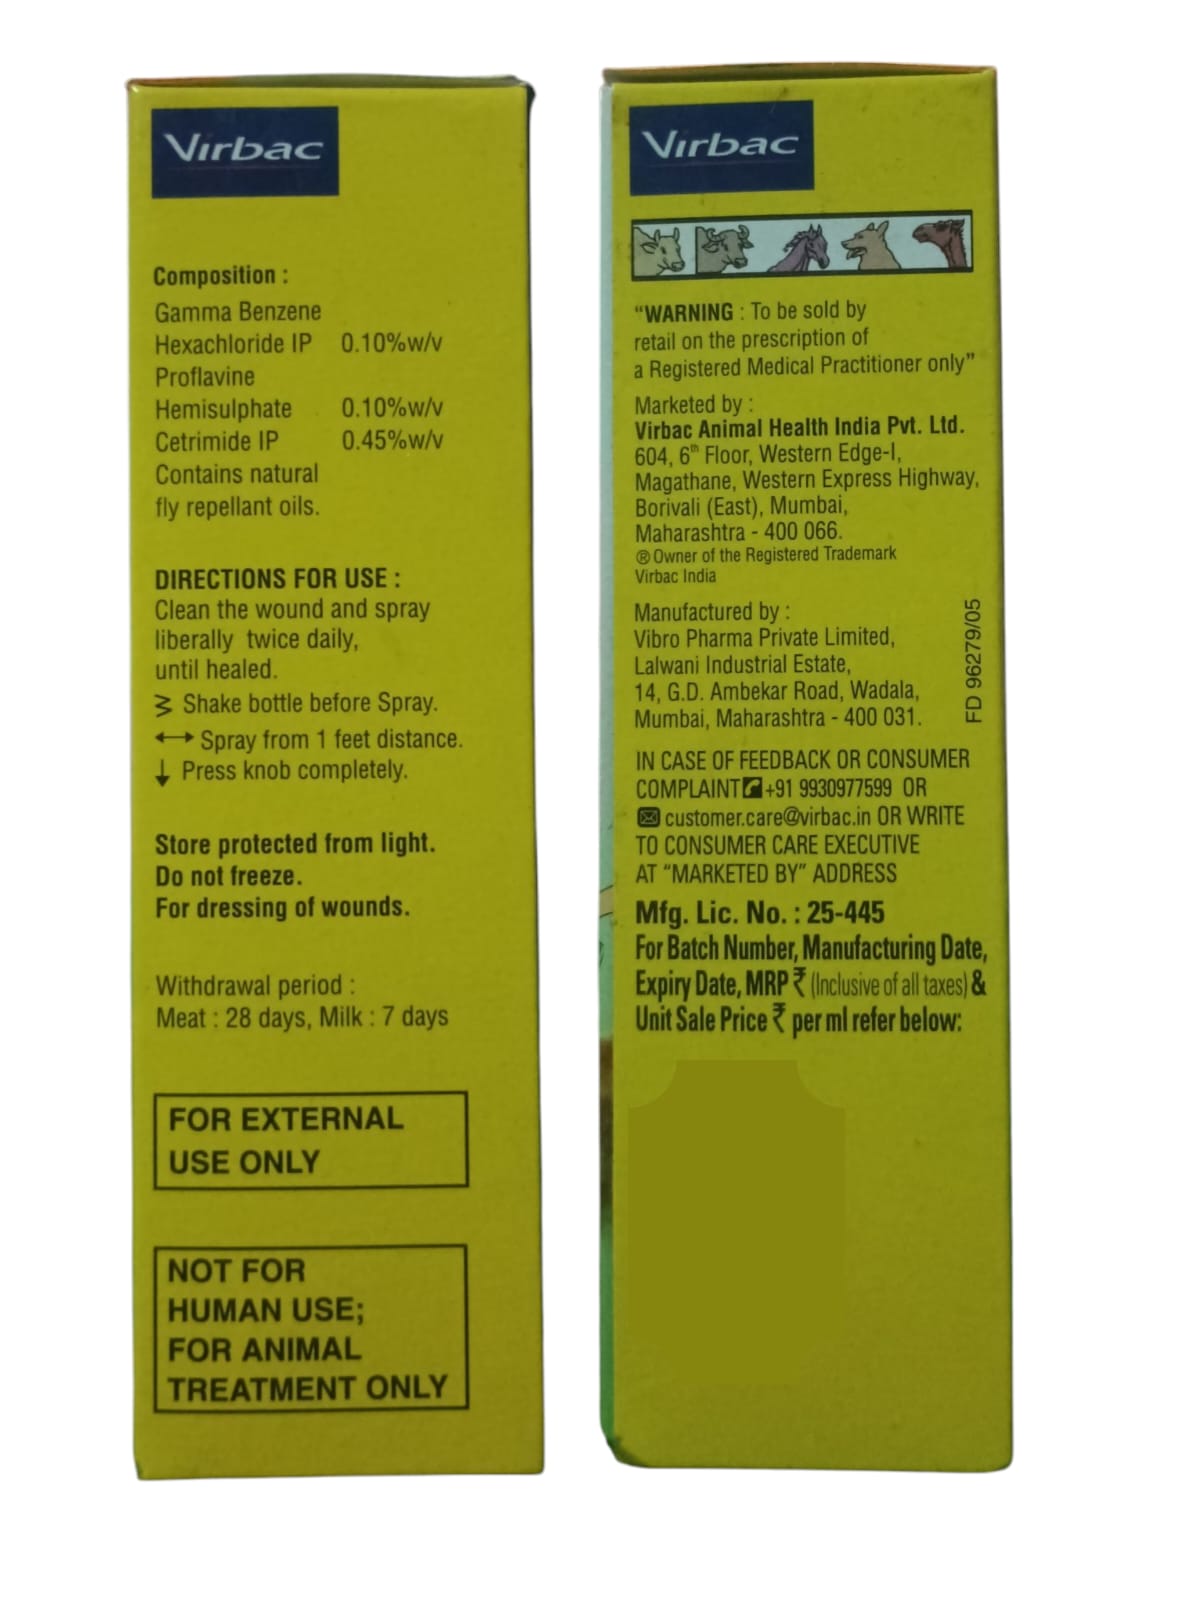 Virbac
Composition :
Gamma Benzene
Hexachloride IP 0.10%w/v
Proflavine
Hemisulphate 0.10%w/v
Cetrimide IP 0.45%w/v
Contains natural
fly repellant oils.
DIRECTIONS FOR USE :
Clean the wound and spray
liberally twice daily,
until healed.
Shake bottle before Spray.
↔ Spray from 1 feet distance.
↓ Press knob completely.
Store protected from light.
Do not freeze.
For dressing of wounds.
Withdrawal period :
Meat : 28 days, Milk : 7 days
FOR EXTERNAL
USE ONLY
NOT FOR
HUMAN USE;
FOR ANIMAL
TREATMENT ONLY
Virbac
"WARNING : To be sold by
retail on the prescription of
a Registered Medical Practitioner only"
Marketed by :
Virbac Animal Health India Pvt. Ltd.
604, 6th Floor, Western Edge-I,
Magathane, Western Express Highway,
Borivali (East), Mumbai,
Maharashtra - 400 066.
® Owner of the Registered Trademark
Virbac India
Manufactured by :
Vibro Pharma Private Limited,
Lalwani Industrial Estate,
14, G.D. Ambekar Road, Wadala,
Mumbai, Maharashtra - 400 031.
FD 96279/05
IN CASE OF FEEDBACK OR CONSUMER
COMPLAINT +91 9930977599 OR
customer.care@virbac.in OR WRITE
TO CONSUMER CARE EXECUTIVE
AT "MARKETED BY" ADDRESS
Mfg. Lic. No. : 25-445
For Batch Number, Manufacturing Date,
Expiry Date, MRP ₹ (Inclusive of all taxes) &
Unit Sale Price ₹ per ml refer below: